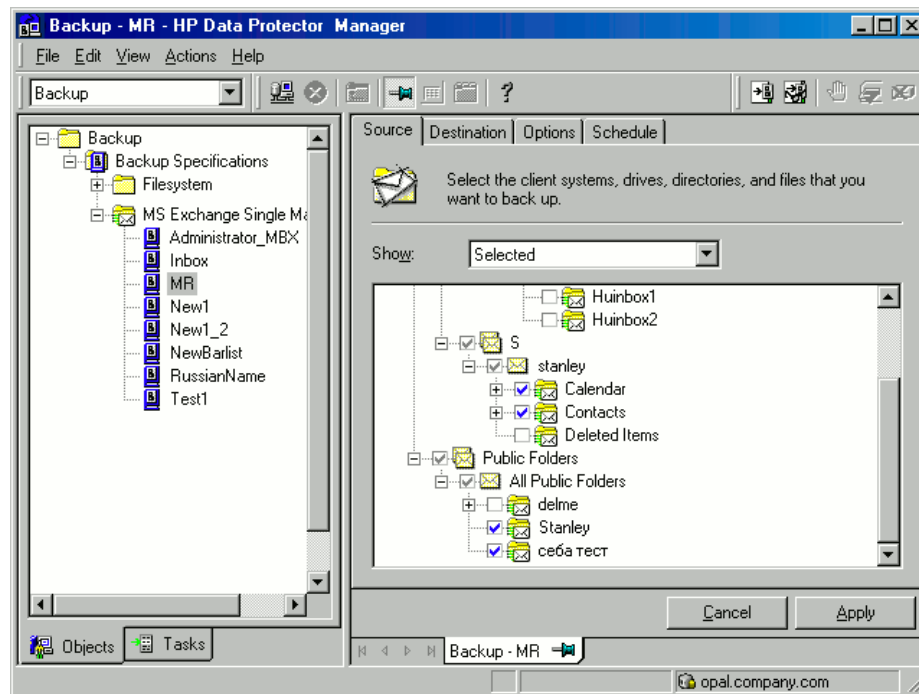 Backup - MR - HP Data Protector Manager
File Edit View Actions Help
Backup
Backup
Backup Specifications
Filesystem
MS Exchange Single Ma
Administrator_MBX
Inbox
MR
New1
New1_2
NewBarlist
RussianName
Test1
Objects Tasks
Source Destination Options Schedule
Select the client systems, drives, directories, and files that you
want to back up.
Show: Selected
Huinbox1
Huinbox2
S
stanley
Calendar
Contacts
Deleted Items
Public Folders
All Public Folders
delme
Stanley
себа тест
Cancel Apply
Backup - MR
opal.company.com